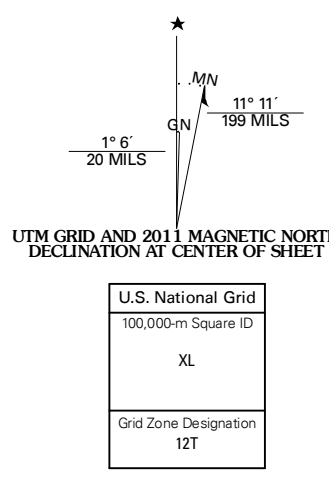 MN
11° 11´
199 MILS
GN
1° 6´
20 MILS
UTM GRID AND 2011 MAGNETIC NORT
DECLINATION AT CENTER OF SHEET
U.S. National Grid
100,000-m Square ID
XL
Grid Zone Designation
12T